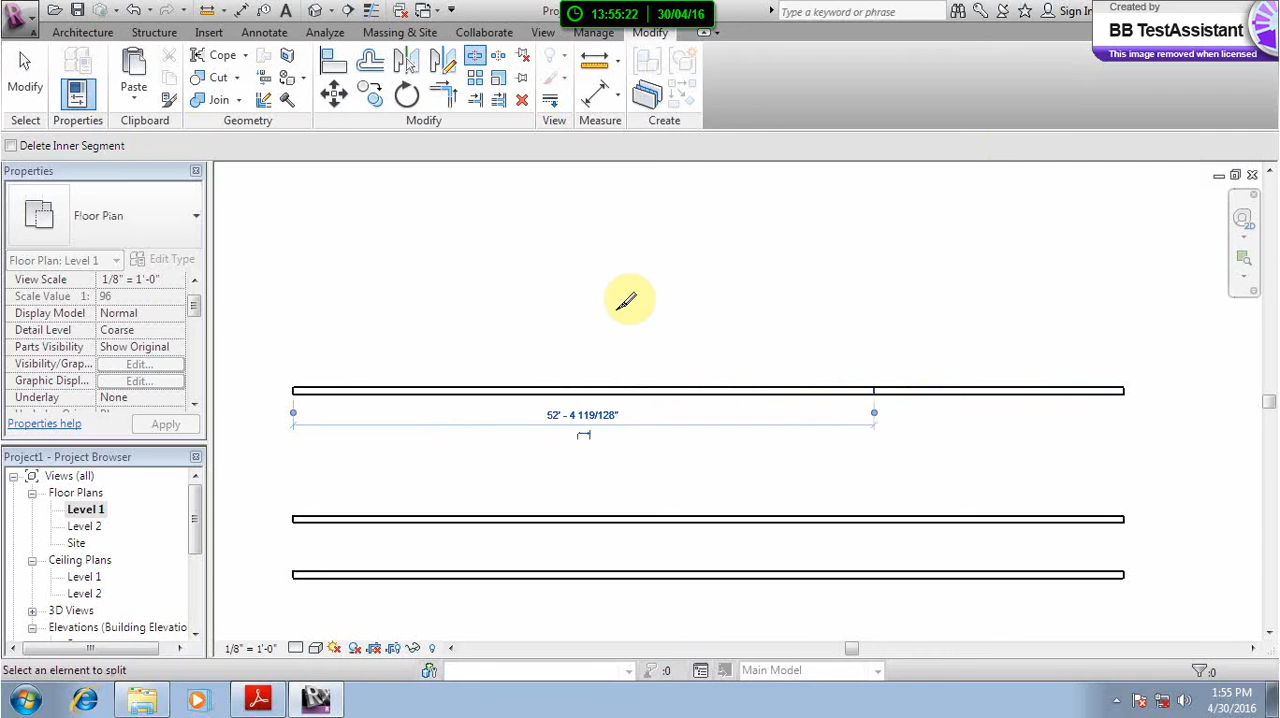 Proj
13:55:22 30/04/16
Type a keyword or phrase
Sign In
Created by
BB TestAssistant
This image removed when licensed
Architecture Structure Insert Annotate Analyze Massing & Site Collaborate View Manage Modify
Modify
Paste
Cope
Cut
Join
Select Properties Clipboard Geometry Modify View Measure Create
Delete Inner Segment
Properties
Floor Plan
Floor Plan: Level 1 Edit Type
View Scale 1/8" = 1'-0"
Scale Value 1: 96
Display Model Normal
Detail Level Coarse
Parts Visibility Show Original
Visibility/Grap... Edit...
Graphic Displ... Edit...
Underlay None
Properties help Apply
Project1 - Project Browser
Views (all)
Floor Plans
Level 1
Level 2
Site
Ceiling Plans
Level 1
Level 2
3D Views
Elevations (Building Elevatio
52' - 4 119/128"
2D
1/8" = 1'-0"
Select an element to split
:0
Main Model
:0
1:55 PM
4/30/2016